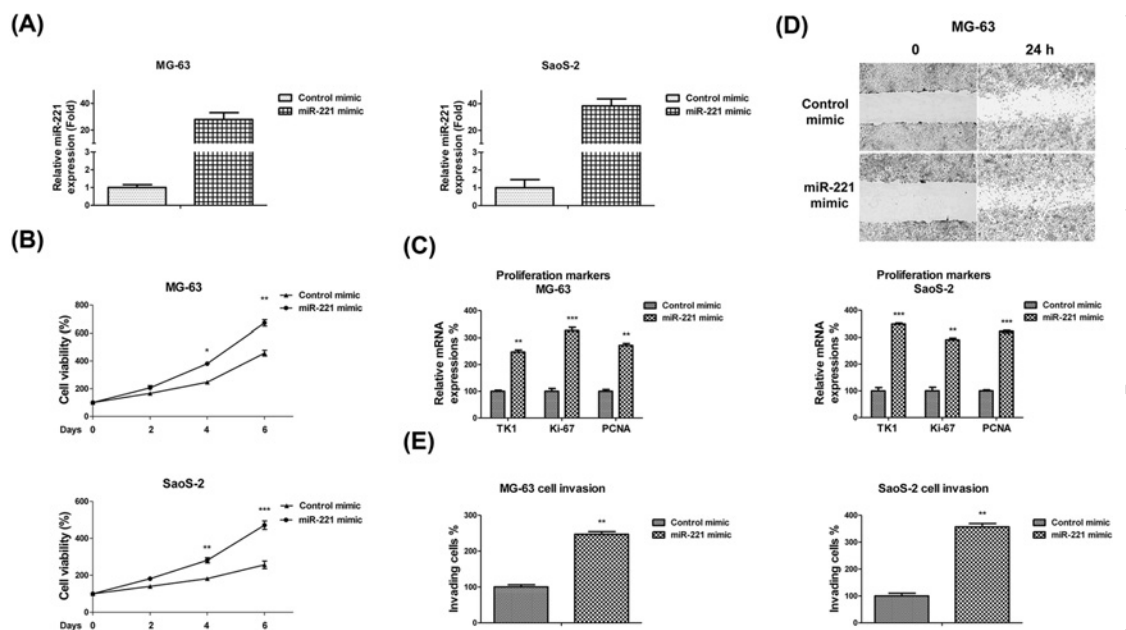 (A)
MG-63
Relative miR-221
expression (Fold)
40
20
3
2
1
0
Control mimic
miR-221 mimic
SaoS-2
Relative miR-221
expression (Fold)
40
20
3
2
1
0
Control mimic
miR-221 mimic
(D)
MG-63
0 24 h
Control
mimic
miR-221
mimic
(B)
MG-63
Cell viability (%)
800
600
400
200
0
Days 0 2 4 6
* **
Control mimic
miR-221 mimic
SaoS-2
Cell viability (%)
600
400
200
0
Days 0 2 4 6
** ***
Control mimic
miR-221 mimic
(C)
Proliferation markers
MG-63
Relative mRNA
expressions %
400
300
200
100
0
** *** **
TK1 Ki-67 PCNA
Control mimic
miR-221 mimic
Proliferation markers
SaoS-2
Relative mRNA
expressions %
400
300
200
100
0
*** ** ***
TK1 Ki-67 PCNA
Control mimic
miR-221 mimic
(E)
MG-63 cell invasion
Invading cells %
300
200
100
0
**
Control mimic
miR-221 mimic
SaoS-2 cell invasion
Invading cells %
400
300
200
100
0
**
Control mimic
miR-221 mimic